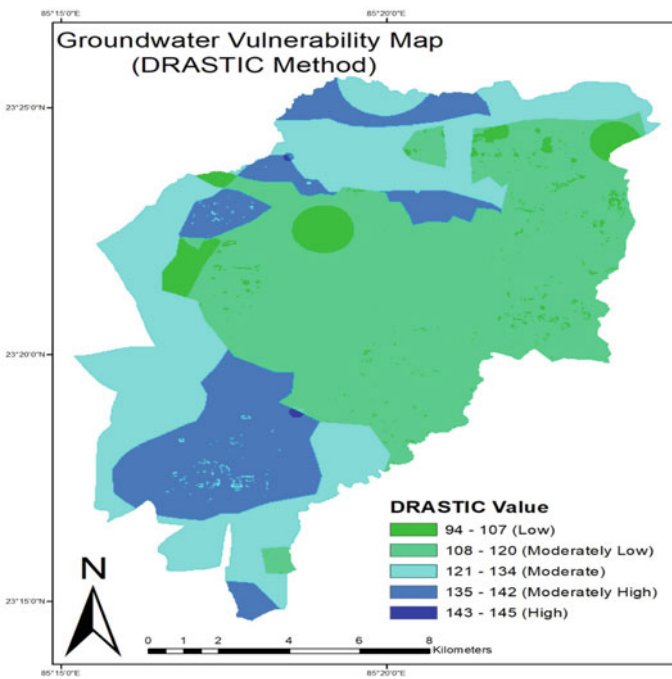 85°15'0"E 85°20'0"E
Groundwater Vulnerability Map
(DRASTIC Method)
23°25'0"N
23°20'0"N
23°15'0"N
DRASTIC Value
94 - 107 (Low)
108 - 120 (Moderately Low)
121 - 134 (Moderate)
135 - 142 (Moderately High)
143 - 145 (High)
N
0 0.5 1 2 4 6 8
Kilometers
85°15'0"E 85°20'0"E